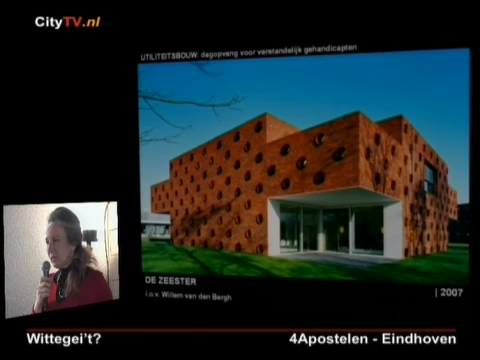 CityTV.nl
UTILITEITSBOUW: dagopvang voor verstandelijk gehandicapten
DE ZEESTER
i.o.v. Willem van den Bergh
| 2007
Wittegei't?
4Apostelen - Eindhoven